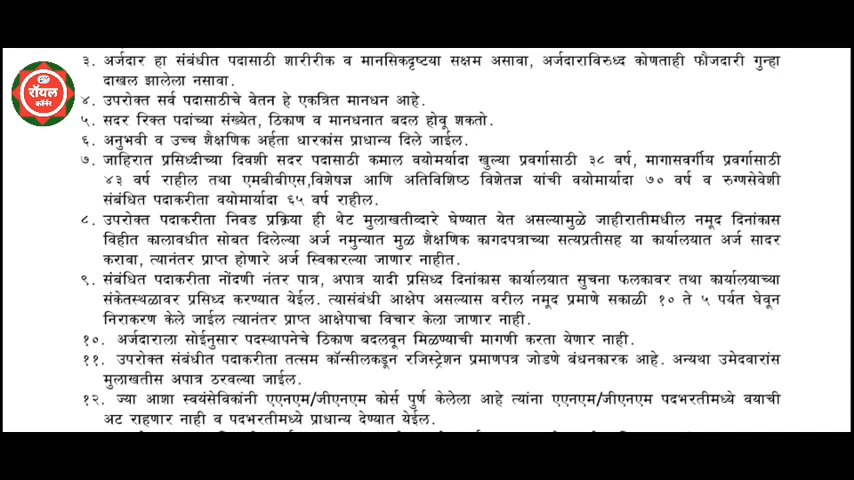 रॉयल
कॉर्नर
३. अर्जदार हा संबंधीत पदासाठी शारीरीक व मानसिकदृष्टया सक्षम असावा, अर्जदाराविरुध्द कोणताही फौजदारी गुन्हा
दाखल झालेला नसावा.
४. उपरोक्त सर्व पदासाठीचे वेतन हे एकत्रित मानधन आहे.
५. सदर रिक्त पदांच्या संख्येत, ठिकाण व मानधनात बदल होवू शकतो.
६. अनुभवी व उच्च शैक्षणिक अर्हता धारकांस प्राधान्य दिले जाईल.
७. जाहिरात प्रसिध्दीच्या दिवशी सदर पदासाठी कमाल वयोमर्यादा खुल्या प्रवर्गासाठी ३८ वर्ष, मागासवर्गीय प्रवर्गासाठी
४३ वर्ष राहील तथा एमबीबीएस,विशेषज्ञ आणि अतिविशिष्ठ विशेतज्ञ यांची वयोमार्यादा ७० वर्ष व रुग्णसेवेशी
संबंधित पदाकरीता वयोमार्यादा ६५ वर्ष राहील.
८. उपरोक्त पदाकरीता निवड प्रक्रिया ही थेट मुलाखतीव्दारे घेण्यात येत असल्यामुळे जाहीरातीमधील नमूद दिनांकास
विहीत कालावधीत सोबत दिलेल्या अर्ज नमुन्यात मुळ शैक्षणिक कागदपत्राच्या सत्यप्रतीसह या कार्यालयात अर्ज सादर
करावा, त्यानंतर प्राप्त होणारे अर्ज स्विकारल्या जाणार नाहीत.
९. संबंधित पदाकरीता नोंदणी नंतर पात्र, अपात्र यादी प्रसिध्द दिनांकास कार्यालयात सुचना फलकावर तथा कार्यालयाच्या
संकेतस्थळावर प्रसिध्द करण्यात येईल. त्यासंबंधी आक्षेप असल्यास वरील नमूद प्रमाणे सकाळी १० ते ५ पर्यत घेवून
निराकरण केले जाईल त्यानंतर प्राप्त आक्षेपाचा विचार केला जाणार नाही.
१०. अर्जदाराला सोईनुसार पदस्थापनेचे ठिकाण बदलवून मिळण्याची मागणी करता येणार नाही.
११. उपरोक्त संबंधीत पदाकरीता तत्सम कॉन्सीलकडून रजिस्ट्रेशन प्रमाणपत्र जोडणे बंधनकारक आहे. अन्यथा उमेदवारांस
मुलाखतीस अपात्र ठरवल्या जाईल.
१२. ज्या आशा स्वयंसेविकांनी एएनएम/जीएनएम कोर्स पुर्ण केलेला आहे त्यांना एएनएम/जीएनएम पदभरतीमध्ये वयाची
अट राहणार नाही व पदभरतीमध्ये प्राधान्य देण्यात येईल.